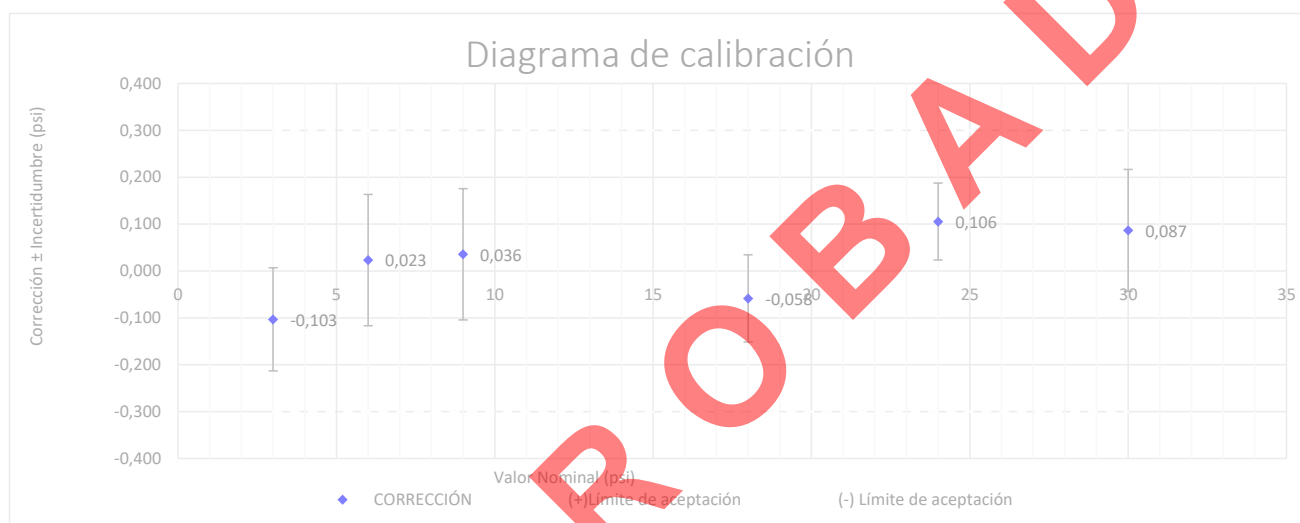 Diagrama de calibración
Corrección ± Incertidumbre (psi)
0,400
0,300
0,200
0,100
0,000
-0,100
-0,200
-0,300
-0,400
0 5 10 15 20 25 30 35
-0,103
0,023
0,036
-0,058
0,106
0,087
Valor Nominal (psi)
CORRECCIÓN (+)Límite de aceptación (-) Límite de aceptación
R O B A D